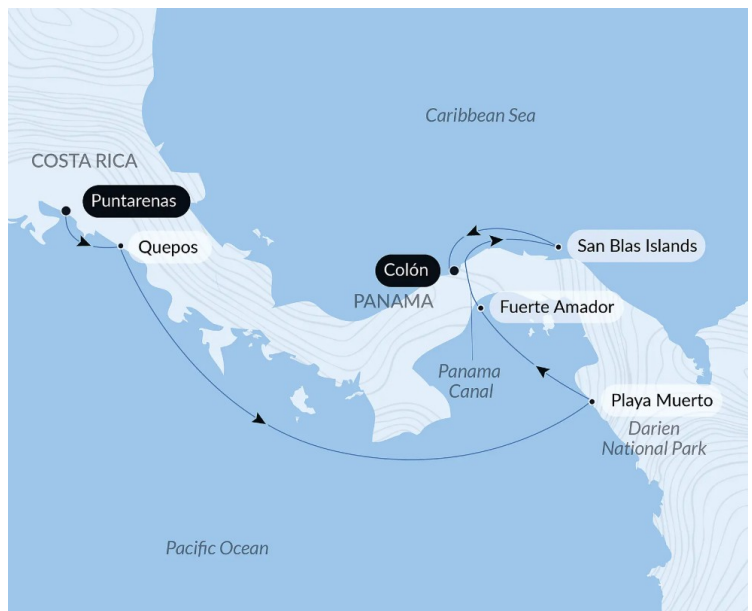 Caribbean Sea
COSTA RICA
Puntarenas
Quepos
San Blas Islands
Colón
PANAMA
Fuerte Amador
Panama
Canal
Playa Muerto
Darien
National Park
Pacific Ocean